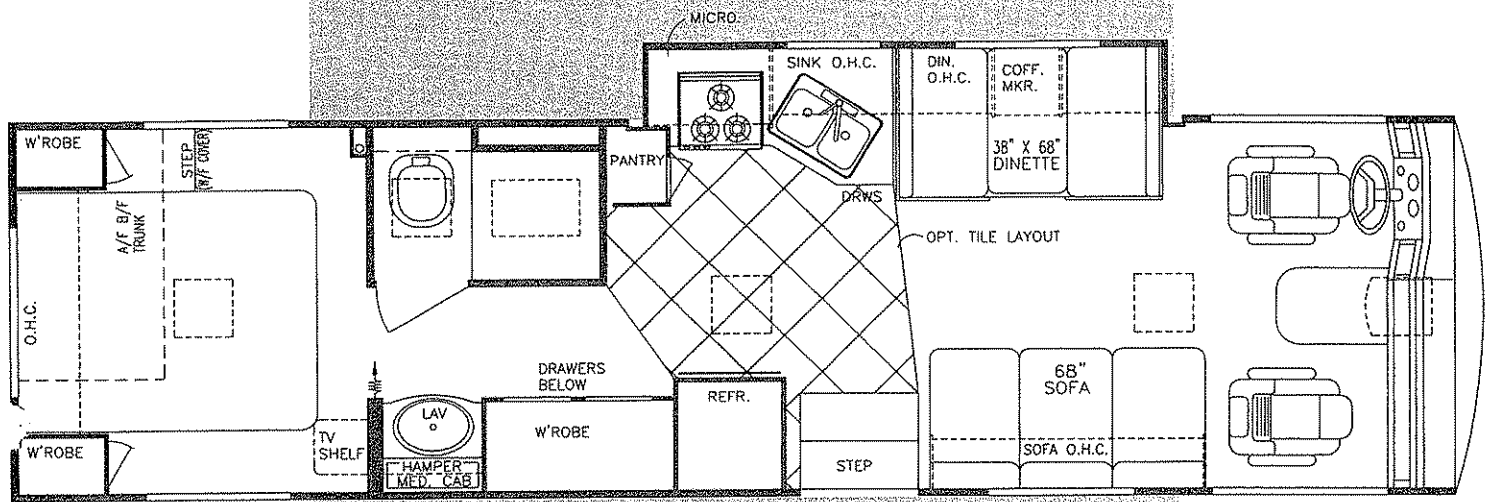 MICRO.
SINK O.H.C.
DIN.
O.H.C.
COFF.
MKR.
38" X 68"
DINETTE
W'ROBE
STEP
(W/F COVER)
A/F B/F
TRUNK
PANTRY
DRWS
OPT. TILE LAYOUT
O.H.C.
DRAWERS
BELOW
LAV
W'ROBE
REFR.
68"
SOFA
SOFA O.H.C.
STEP
TV
SHELF
W'ROBE
HAMPER
MED. CAB